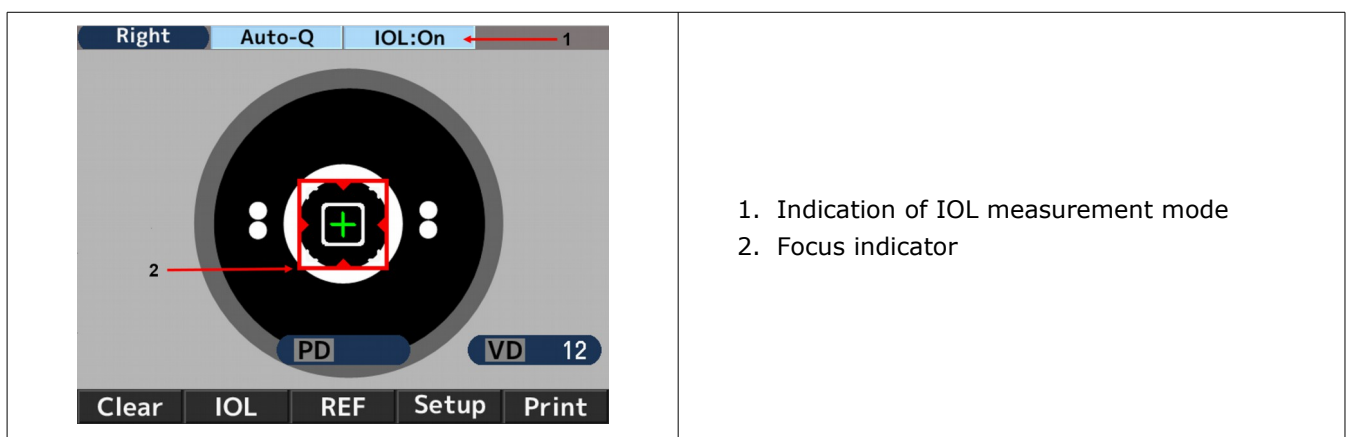 Right Auto-Q IOL:On 1
2
PD VD 12
Clear IOL REF Setup Print
1. Indication of IOL measurement mode
2. Focus indicator